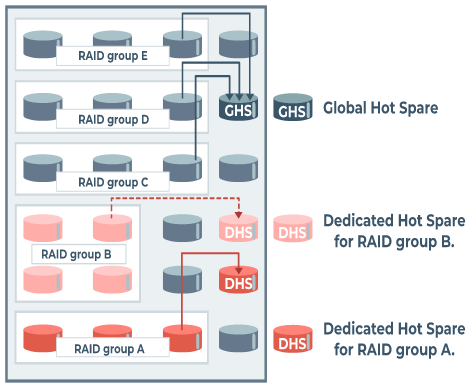 RAID group E
RAID group D
GHS
GHS
Global Hot Spare
RAID group C
DHS
DHS
Dedicated Hot Spare
for RAID group B.
RAID group B
DHS
RAID group A
DHS
Dedicated Hot Spare
for RAID group A.